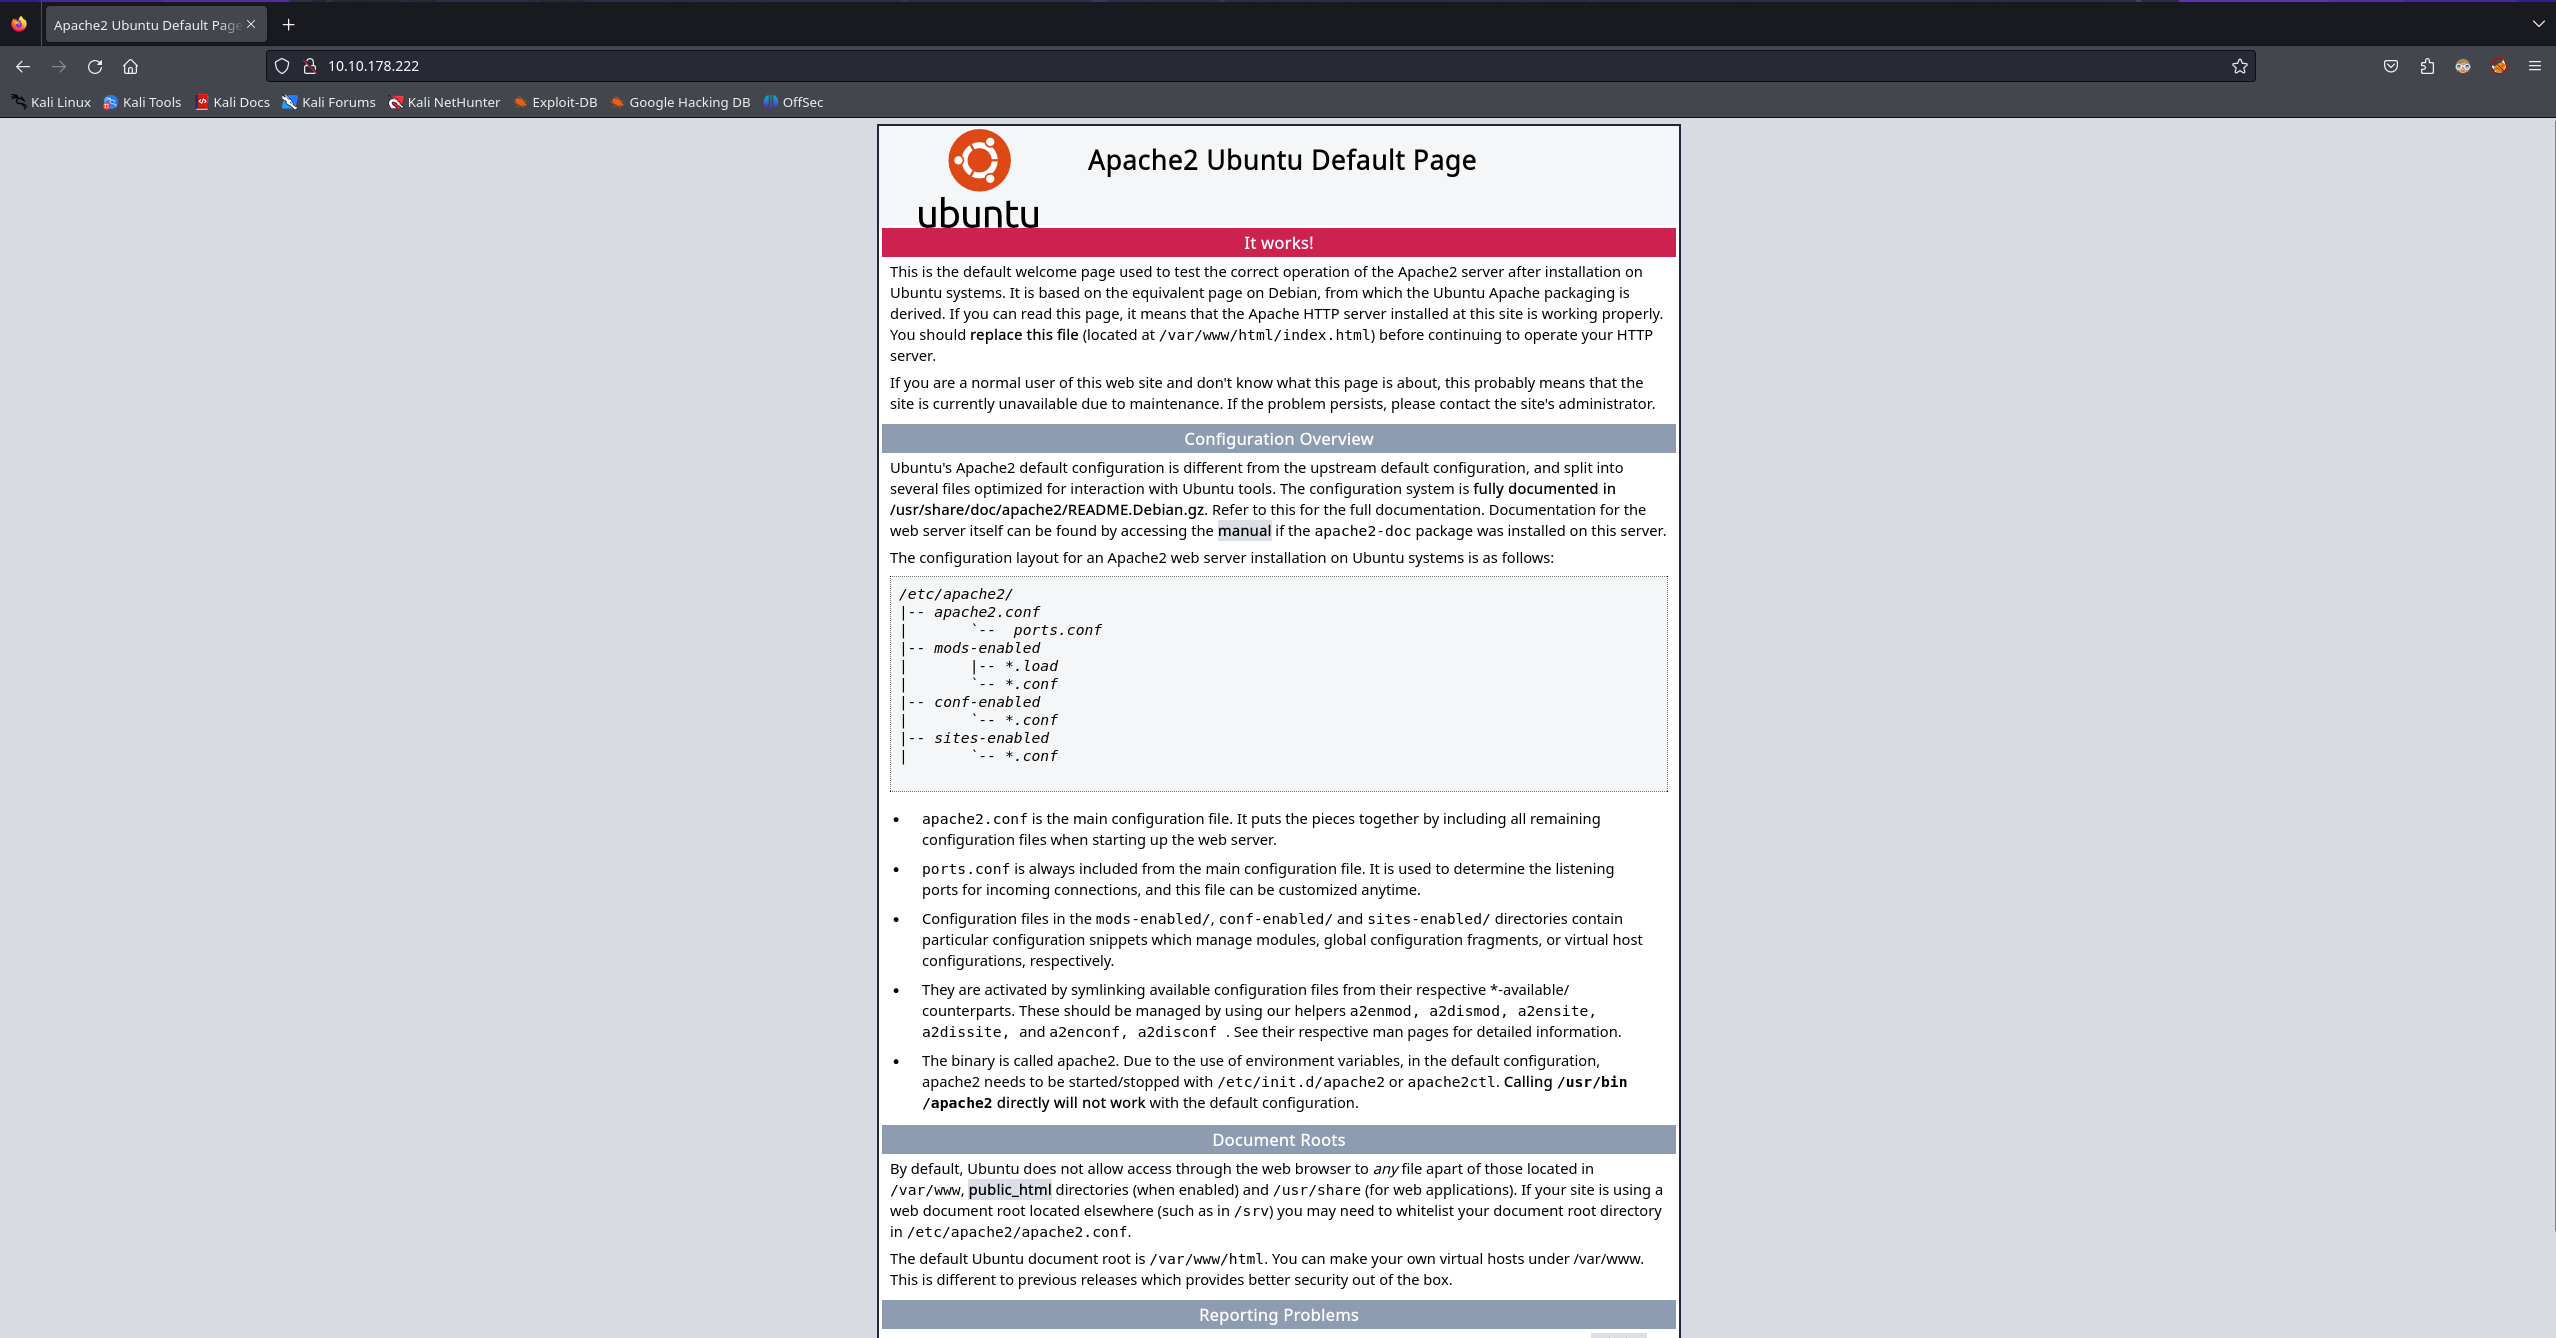 Apache2 Ubuntu Default Page
10.10.178.222
Kali Linux Kali Tools Kali Docs Kali Forums Kali NetHunter Exploit-DB Google Hacking DB OffSec
ubuntu
Apache2 Ubuntu Default Page
It works!
This is the default welcome page used to test the correct operation of the Apache2 server after installation on
Ubuntu systems. It is based on the equivalent page on Debian, from which the Ubuntu Apache packaging is
derived. If you can read this page, it means that the Apache HTTP server installed at this site is working properly.
You should replace this file (located at /var/www/html/index.html) before continuing to operate your HTTP
server.
If you are a normal user of this web site and don't know what this page is about, this probably means that the
site is currently unavailable due to maintenance. If the problem persists, please contact the site's administrator.
Configuration Overview
Ubuntu's Apache2 default configuration is different from the upstream default configuration, and split into
several files optimized for interaction with Ubuntu tools. The configuration system is fully documented in
/usr/share/doc/apache2/README.Debian.gz. Refer to this for the full documentation. Documentation for the
web server itself can be found by accessing the manual if the apache2-doc package was installed on this server.
The configuration layout for an Apache2 web server installation on Ubuntu systems is as follows:
/etc/apache2/
|-- apache2.conf
|       `--  ports.conf
|-- mods-enabled
|       |-- *.load
|       `-- *.conf
|-- conf-enabled
|       `-- *.conf
|-- sites-enabled
|       `-- *.conf
• apache2.conf is the main configuration file. It puts the pieces together by including all remaining
configuration files when starting up the web server.
• ports.conf is always included from the main configuration file. It is used to determine the listening
ports for incoming connections, and this file can be customized anytime.
• Configuration files in the mods-enabled/, conf-enabled/ and sites-enabled/ directories contain
particular configuration snippets which manage modules, global configuration fragments, or virtual host
configurations, respectively.
• They are activated by symlinking available configuration files from their respective *-available/
counterparts. These should be managed by using our helpers a2enmod, a2dismod, a2ensite,
a2dissite, and a2enconf, a2disconf . See their respective man pages for detailed information.
• The binary is called apache2. Due to the use of environment variables, in the default configuration,
apache2 needs to be started/stopped with /etc/init.d/apache2 or apache2ctl. Calling /usr/bin
/apache2 directly will not work with the default configuration.
Document Roots
By default, Ubuntu does not allow access through the web browser to any file apart of those located in
/var/www, public_html directories (when enabled) and /usr/share (for web applications). If your site is using a
web document root located elsewhere (such as in /srv) you may need to whitelist your document root directory
in /etc/apache2/apache2.conf.
The default Ubuntu document root is /var/www/html. You can make your own virtual hosts under /var/www.
This is different to previous releases which provides better security out of the box.
Reporting Problems